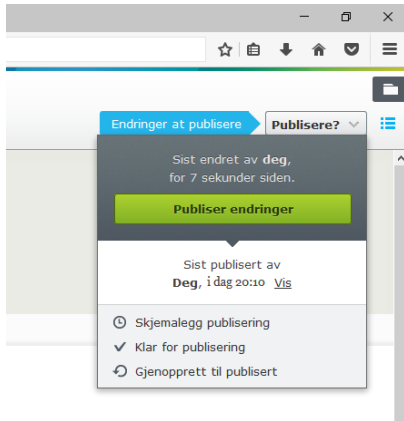 Endringer at publisere
Publisere?
Sist endret av deg,
for 7 sekunder siden.
Publiser endringer
Sist publisert av
Deg, i dag 20:10 Vis
Skjemalegg publisering
Klar for publisering
Gjenopprett til publisert